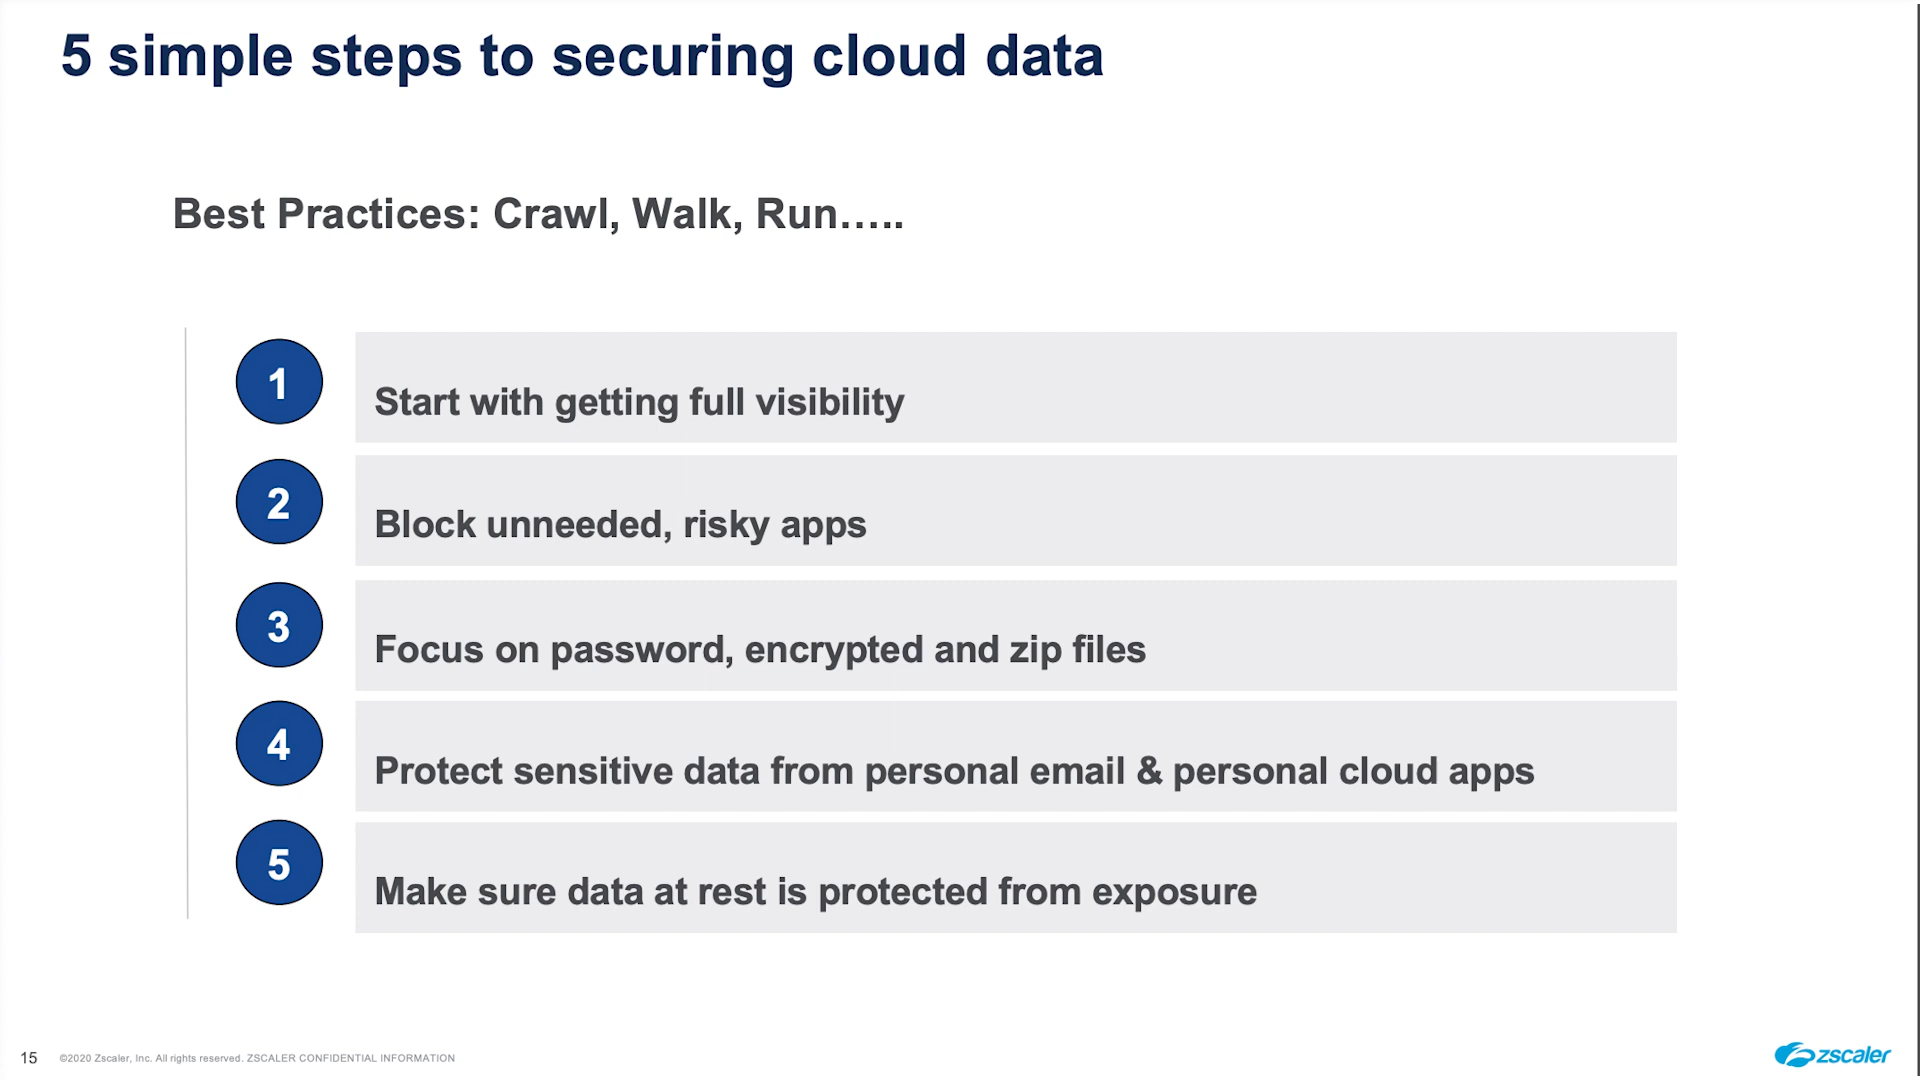 5 simple steps to securing cloud data
Best Practices: Crawl, Walk, Run…..
1
Start with getting full visibility
2
Block unneeded, risky apps
3
Focus on password, encrypted and zip files
4
Protect sensitive data from personal email & personal cloud apps
5
Make sure data at rest is protected from exposure
15 ©2020 Zscaler, Inc. All rights reserved. ZSCALER CONFIDENTIAL INFORMATION
zscaler